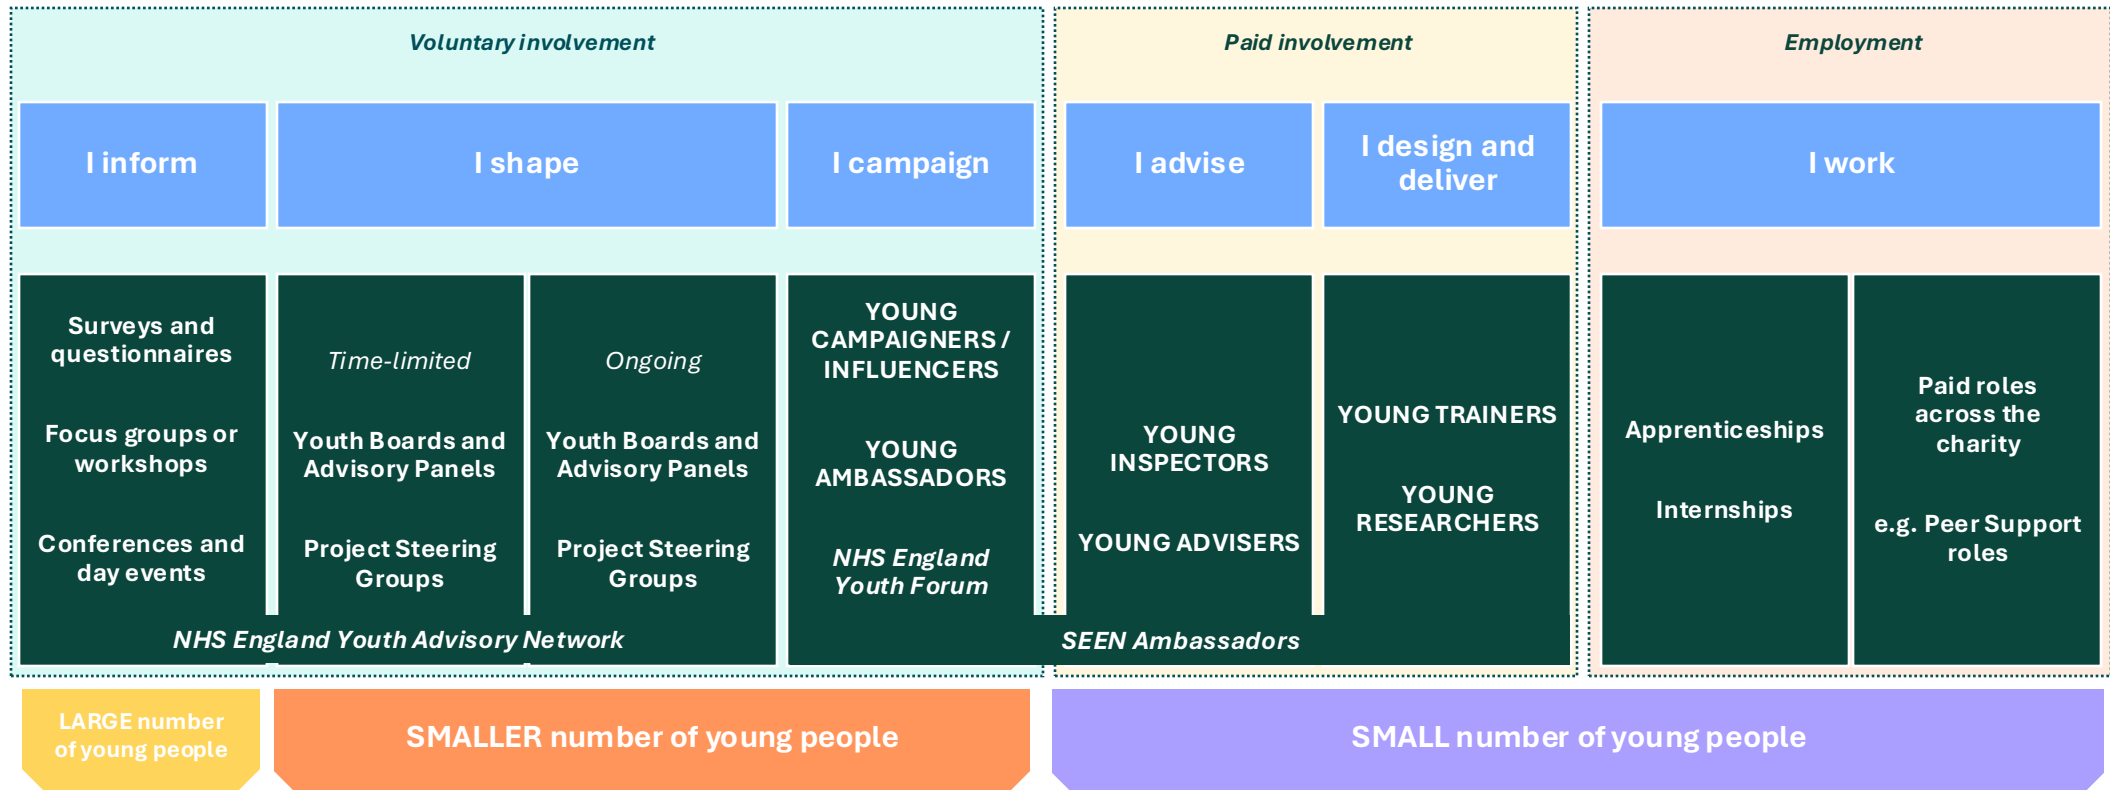 Voluntary involvement
Paid involvement
Employment
I inform
I shape
I campaign
I advise
I design and
deliver
I work
Surveys and
questionnaires
Focus groups or
workshops
Conferences and
day events
Time-limited
Youth Boards and
Advisory Panels
Project Steering
Groups
Ongoing
Youth Boards and
Advisory Panels
Project Steering
Groups
NHS England Youth Advisory Network
YOUNG
CAMPAIGNERS /
INFLUENCERS
YOUNG
AMBASSADORS
NHS England
Youth Forum
YOUNG
INSPECTORS
YOUNG ADVISERS
YOUNG TRAINERS
YOUNG
RESEARCHERS
SEEN Ambassadors
Apprenticeships
Internships
Paid roles
across the
charity
e.g. Peer Support
roles
LARGE number
of young people
SMALLER number of young people
SMALL number of young people